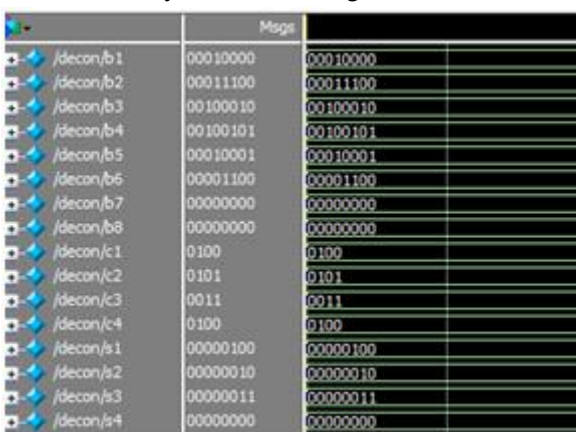 Msgs
/decon/b1 00010000 00010000
/decon/b2 00011100 00011100
/decon/b3 00100010 00100010
/decon/b4 00100101 00100101
/decon/b5 00010001 00010001
/decon/b6 00001100 00001100
/decon/b7 00000000 00000000
/decon/b8 00000000 00000000
/decon/c1 0100 0100
/decon/c2 0101 0101
/decon/c3 0011 0011
/decon/c4 0100 0100
/decon/s1 00000100 00000100
/decon/s2 00000010 00000010
/decon/s3 00000011 00000011
/decon/s4 00000000 00000000